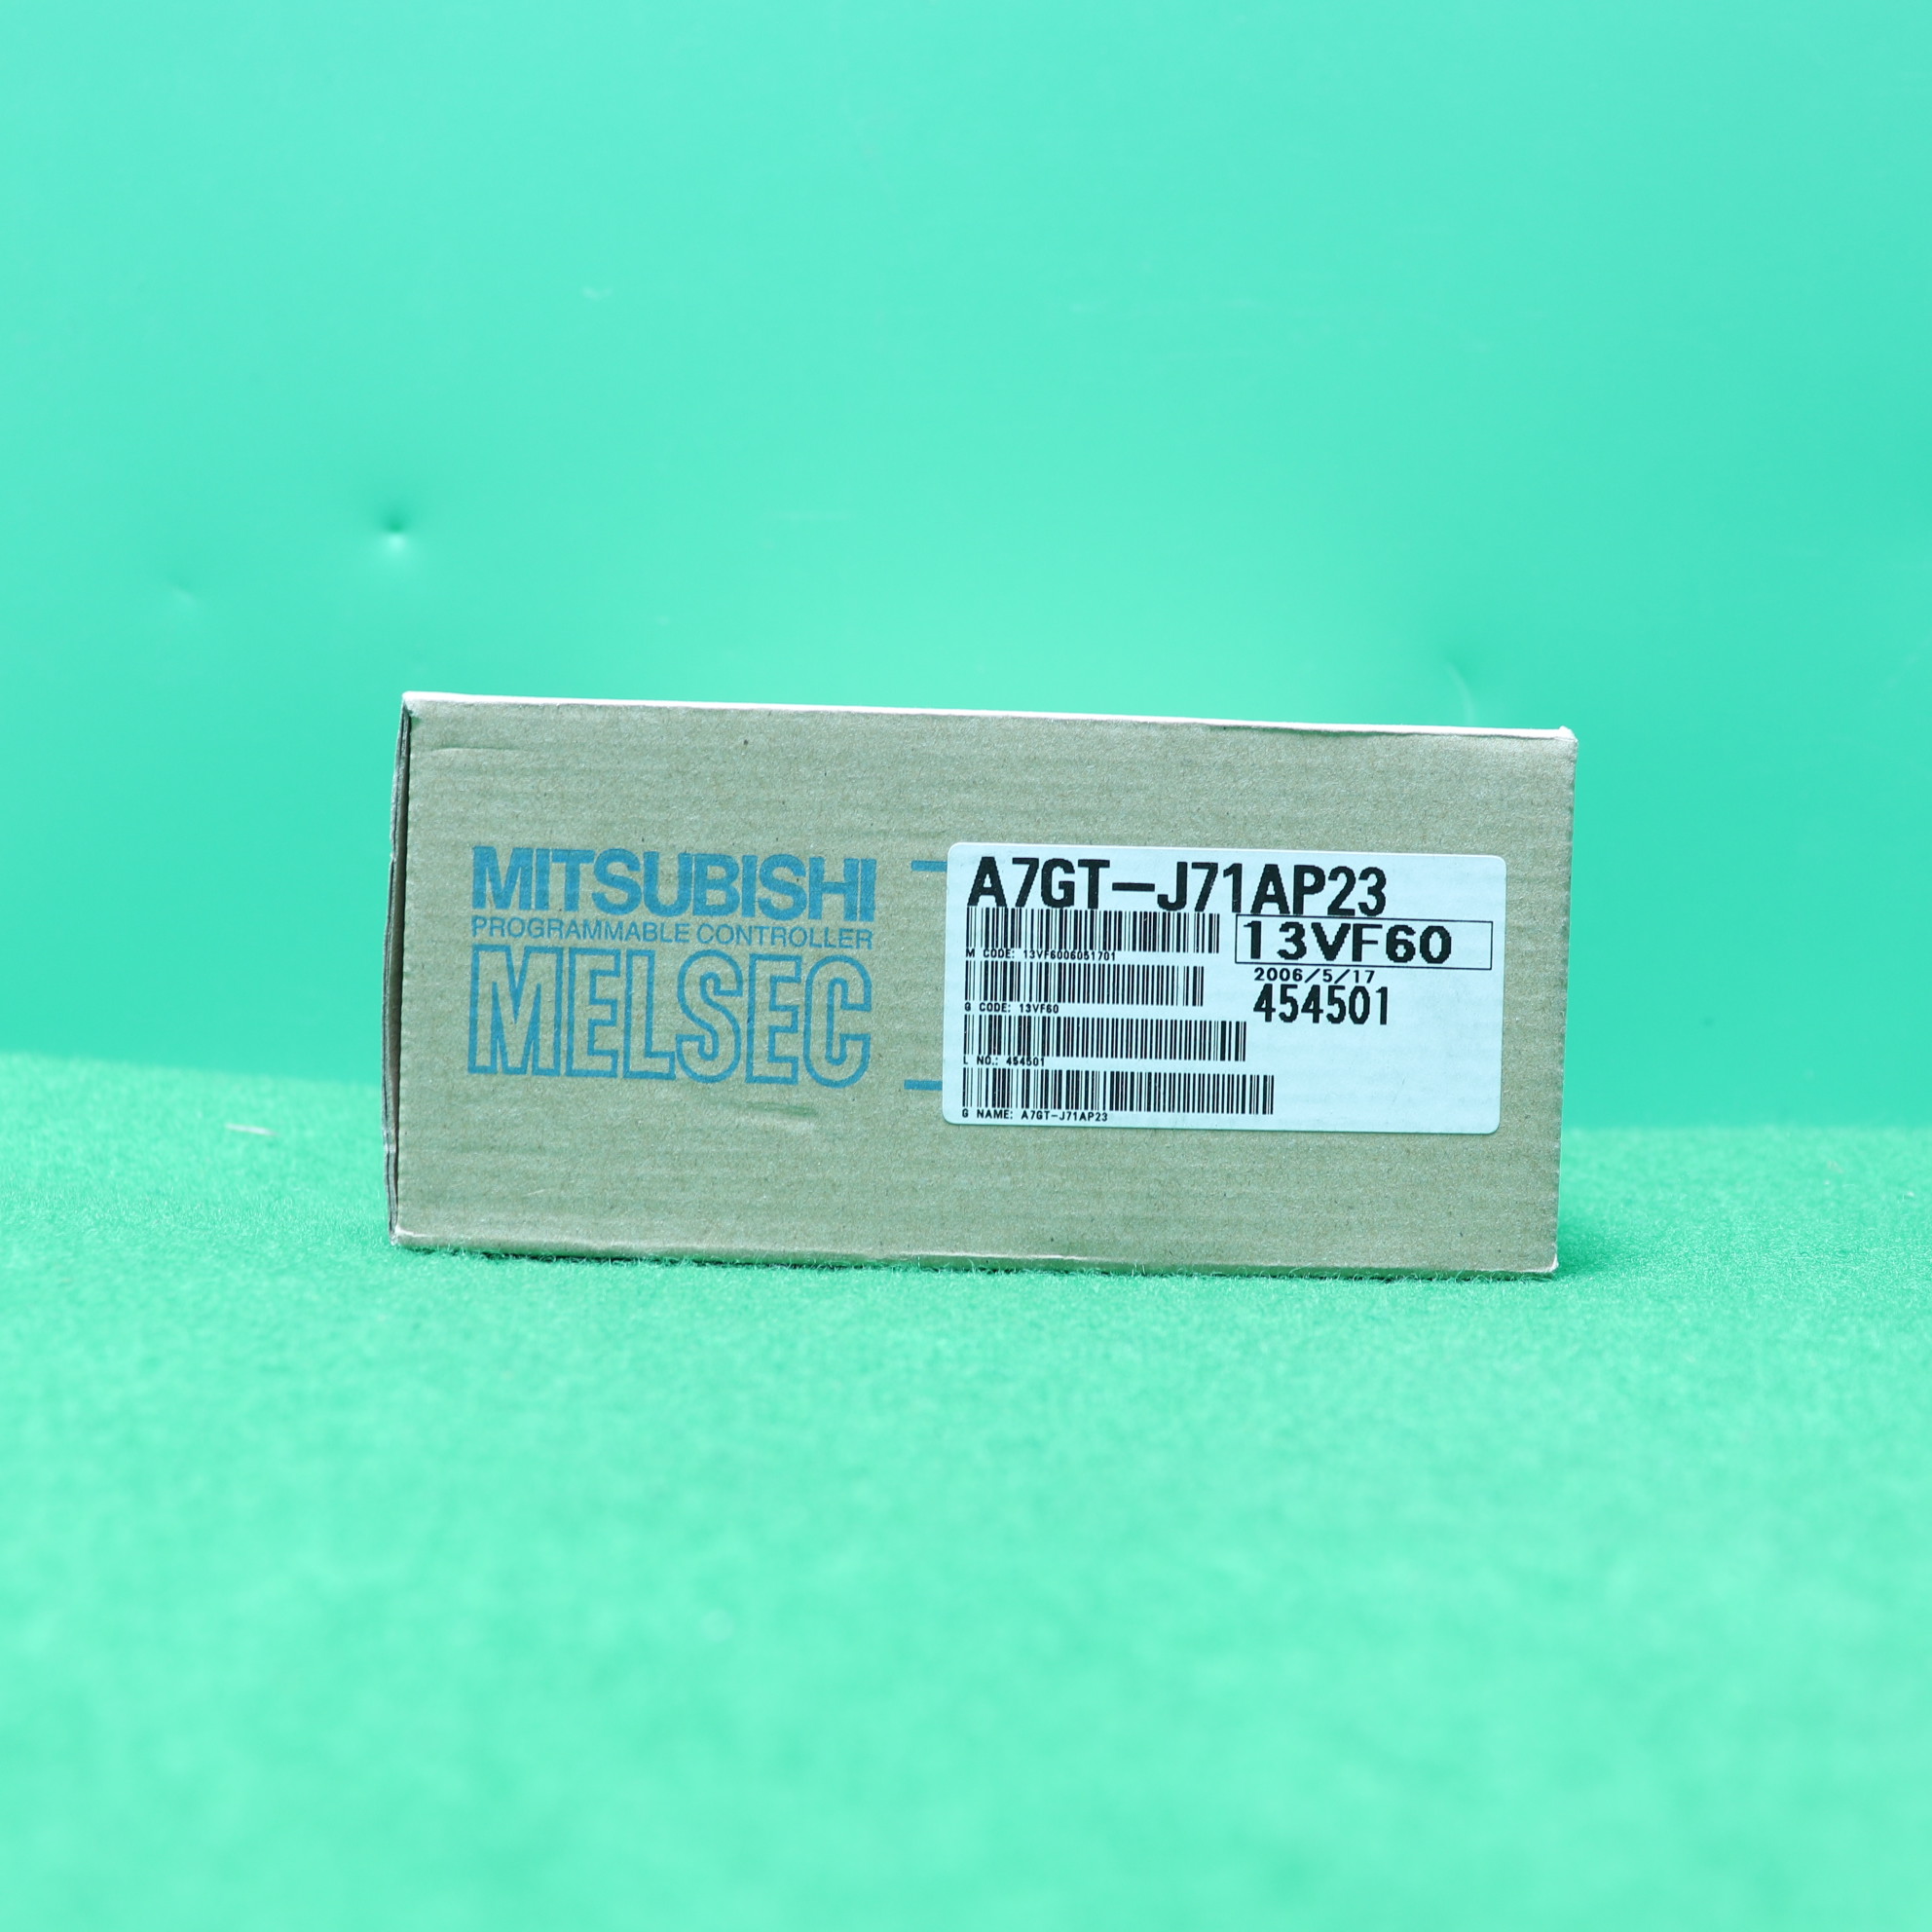 MITSUBISHI
PROGRAMMABLE CONTROLLER
MELSEC
A7GT-J71AP23
13VF60
M CODE: 13VF6006051701
2006/5/17
454501
G CODE: 13VF60
L NO.: 454501
G NAME: A7GT-J71AP23